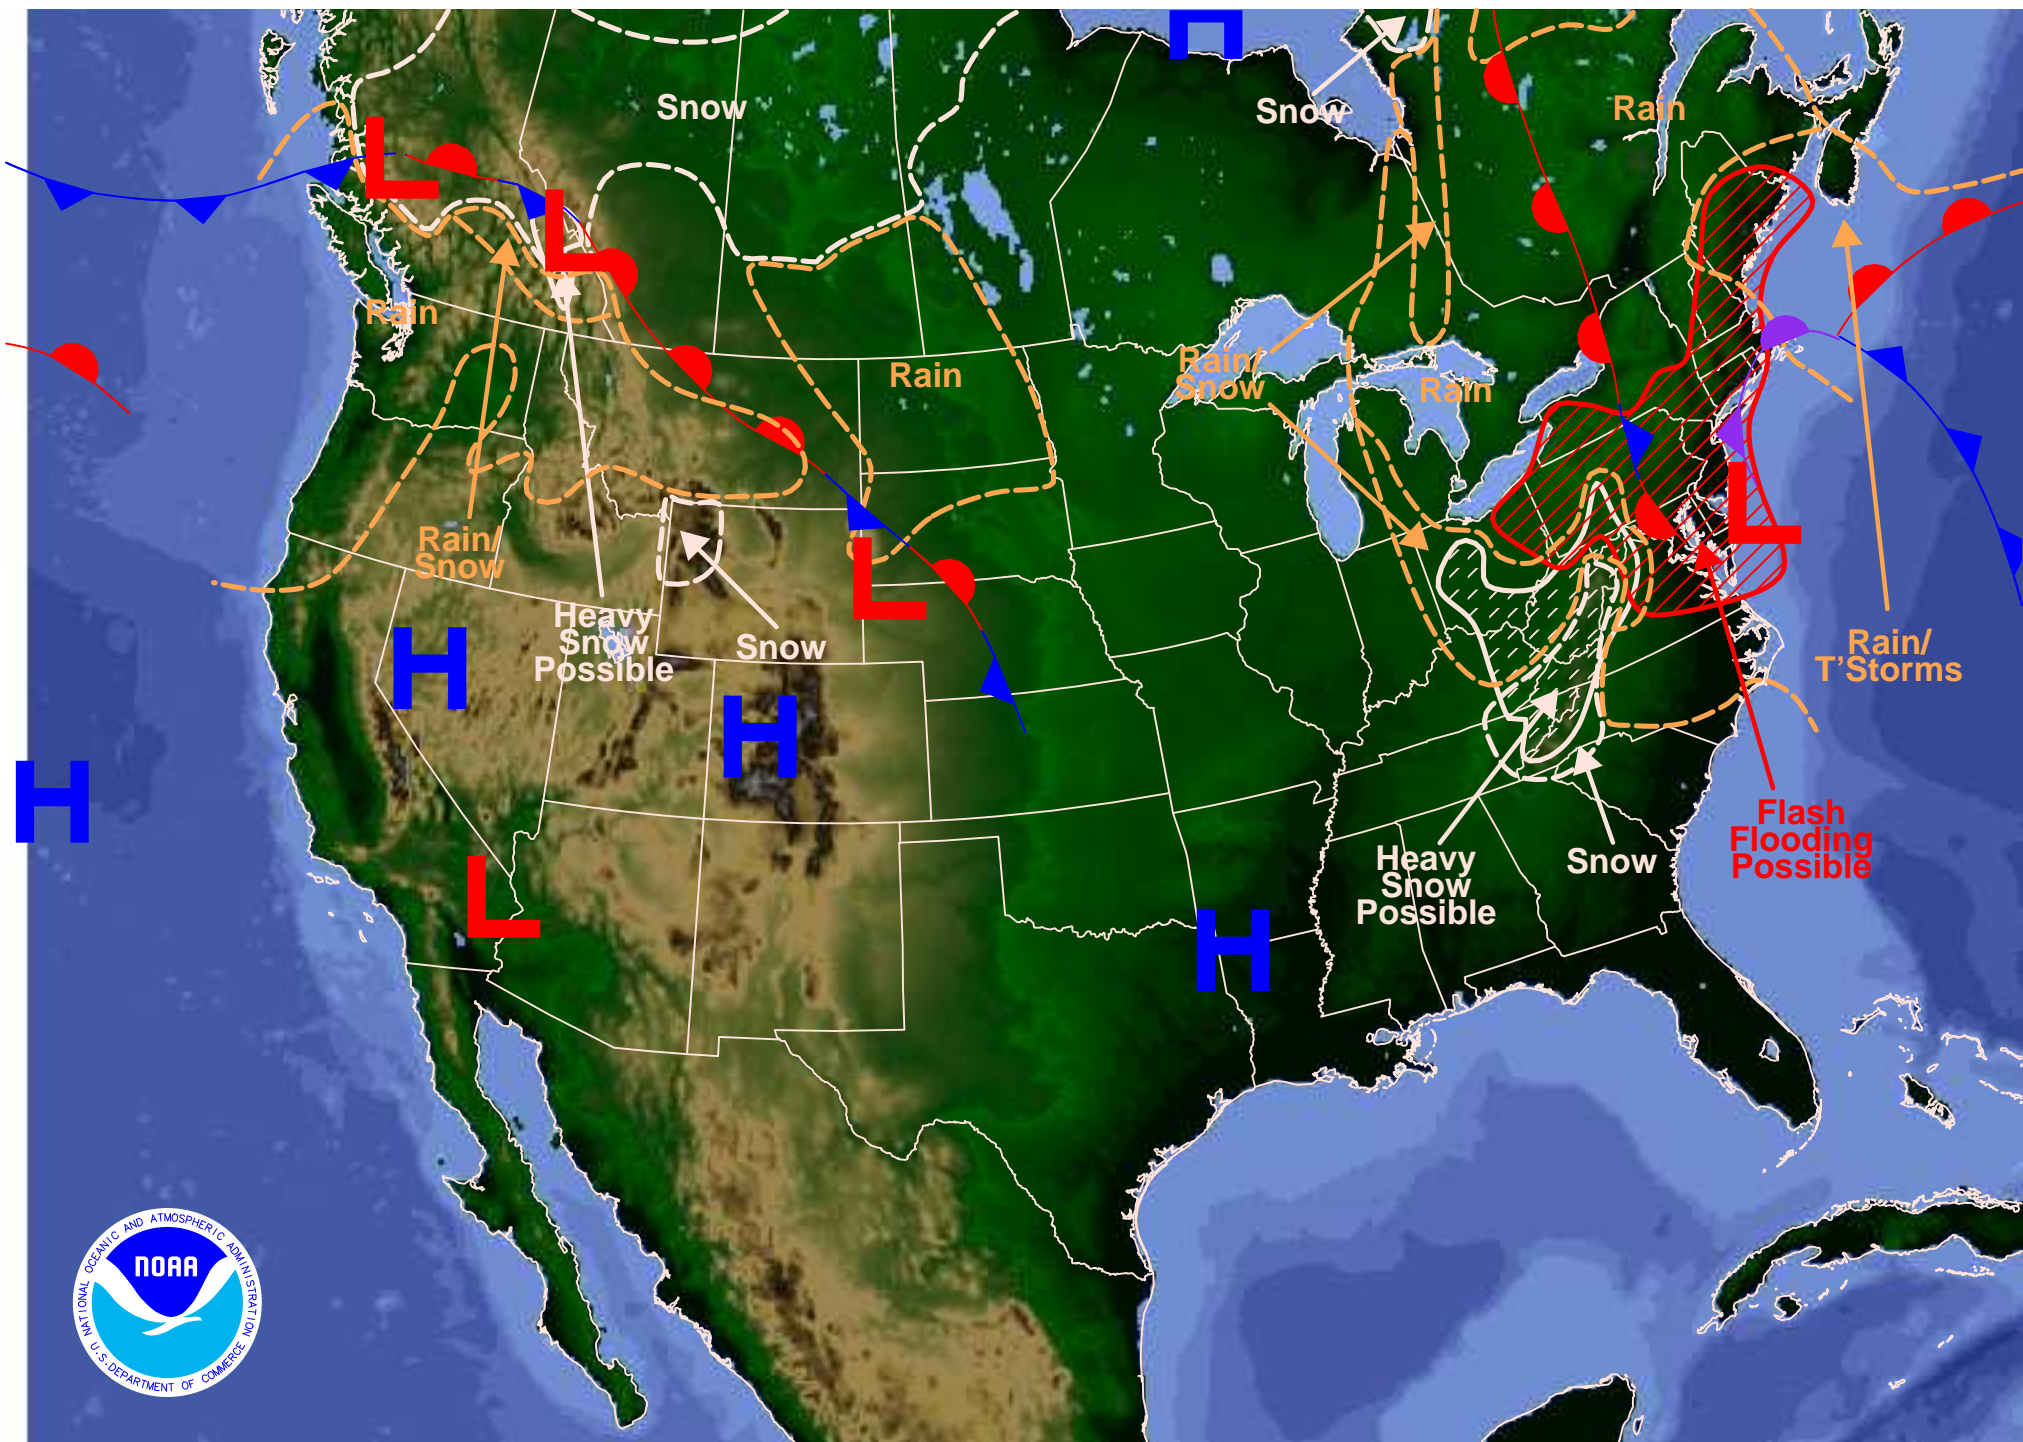 H
Snow
Snow
Rain
L
L
Rain
Rain/
Snow
Rain
Rain
Rain/
Snow
L
L
Heavy
Snow
Possible
Snow
Rain/
T'Storms
H
H
H
Flash
Flooding
Possible
Heavy
Snow
Possible
Snow
L
H
NATIONAL OCEANIC AND ATMOSPHERIC ADMINISTRATION
NOAA
U.S. DEPARTMENT OF COMMERCE